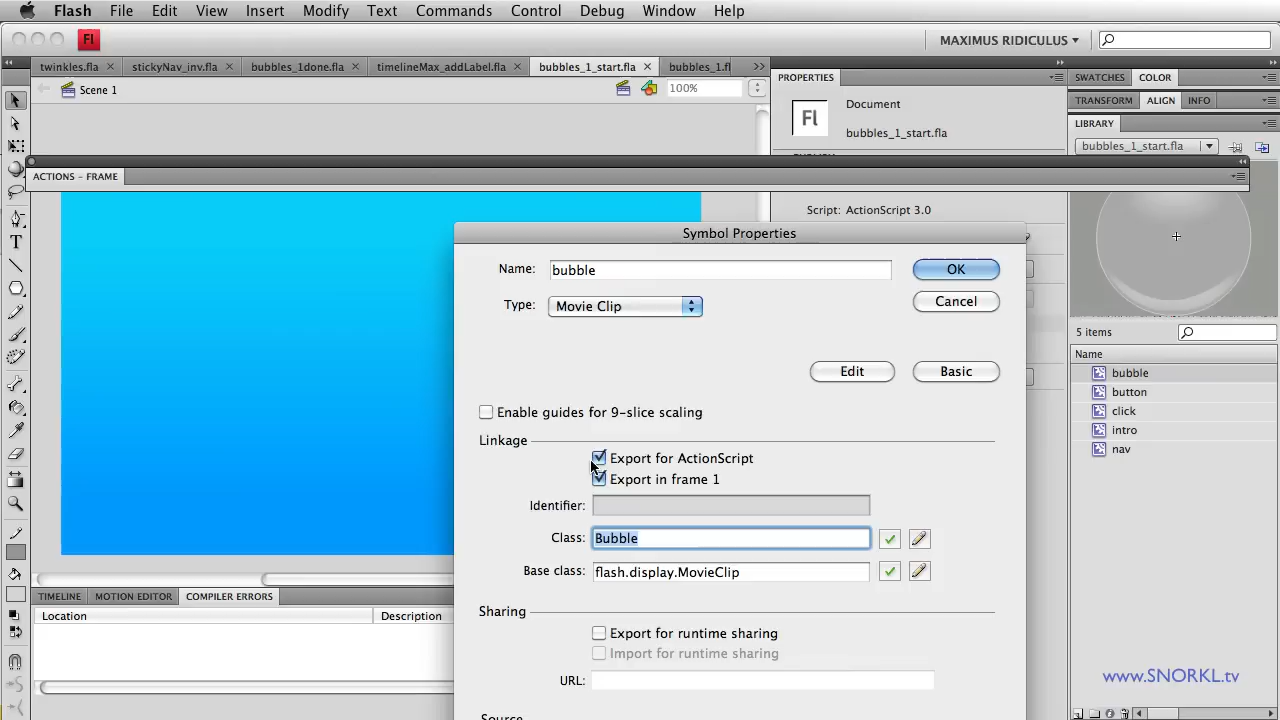 Flash File Edit View Insert Modify Text Commands Control Debug Window Help
Fl MAXIMUS RIDICULUS
twinkles.fla stickyNav_inv.fla bubbles_1done.fla timelineMax_addLabel.fla bubbles_1_start.fla bubbles_1.fl
Scene 1 100%
PROPERTIES
Fl Document
bubbles_1_start.fla
SWATCHES COLOR
TRANSFORM ALIGN INFO
LIBRARY
bubbles_1_start.fla
ACTIONS – FRAME
Script: ActionScript 3.0
Symbol Properties
Name: bubble OK
Type: Movie Clip Cancel
Edit Basic
Enable guides for 9-slice scaling
Linkage
Export for ActionScript
Export in frame 1
Identifier:
Class: Bubble
Base class: flash.display.MovieClip
Sharing
Export for runtime sharing
Import for runtime sharing
URL:
Source
5 items
Name
bubble
button
click
intro
nav
TIMELINE MOTION EDITOR COMPILER ERRORS
Location Description
www.SNORKL.tv